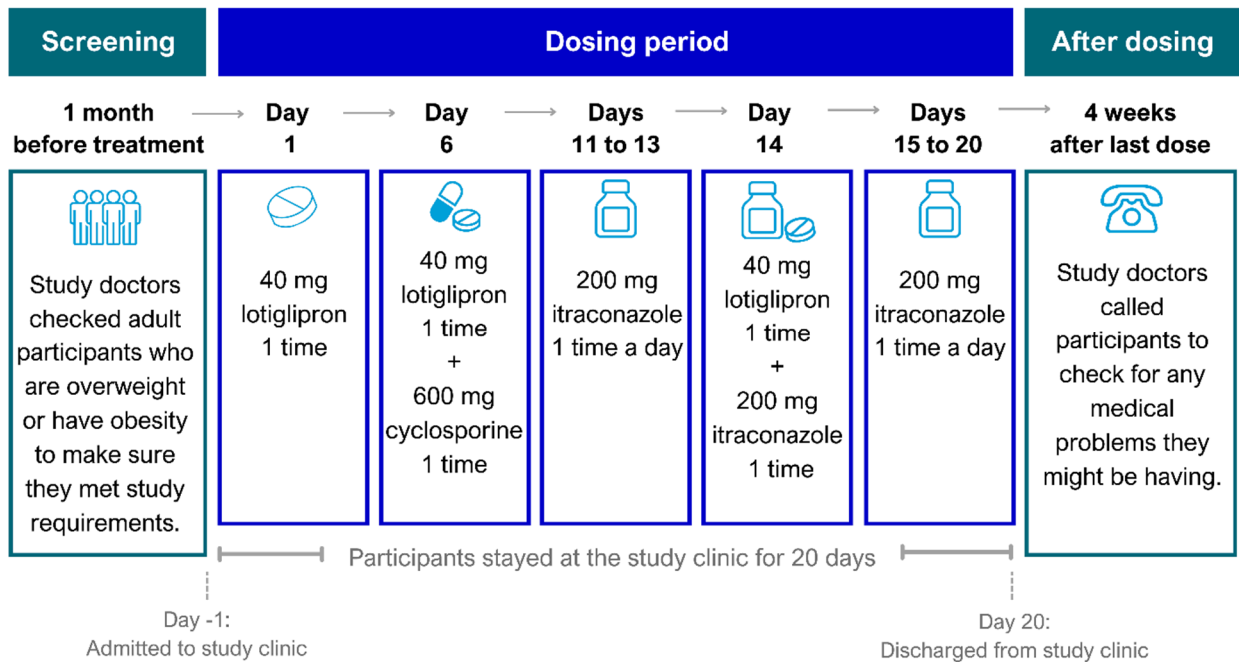 Screening
Dosing period
After dosing
1 month
before treatment
Day
1
Day
6
Days
11 to 13
Day
14
Days
15 to 20
4 weeks
after last dose
Study doctors
checked adult
participants who
are overweight
or have obesity
to make sure
they met study
requirements.
40 mg
lotiglipron
1 time
40 mg
lotiglipron
1 time
+
600 mg
cyclosporine
1 time
200 mg
itraconazole
1 time a day
40 mg
lotiglipron
1 time
+
200 mg
itraconazole
1 time
200 mg
itraconazole
1 time a day
Study doctors
called
participants to
check for any
medical
problems they
might be having.
Participants stayed at the study clinic for 20 days
Day -1:
Admitted to study clinic
Day 20:
Discharged from study clinic